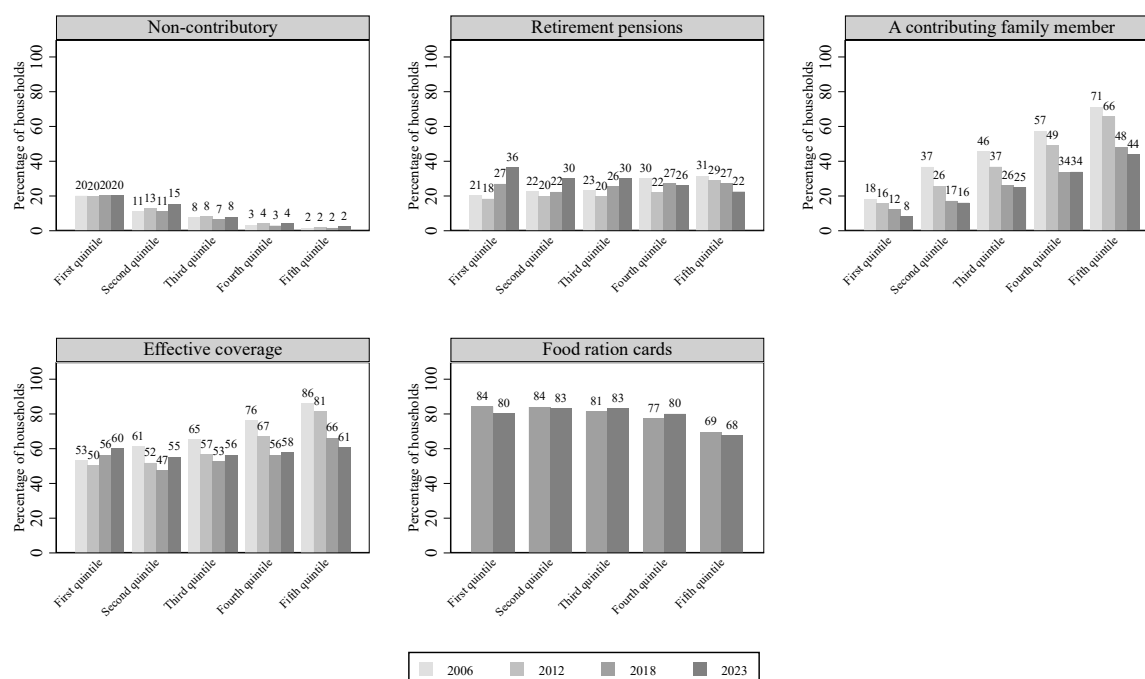 Non-contributory
Percentage of households
0 20 40 60 80 100
20 20 20 20
11 13 11 15
8 8 7 8
3 4 3 4
2 2 2 2
First quintile
Second quintile
Third quintile
Fourth quintile
Fifth quintile
Retirement pensions
Percentage of households
0 20 40 60 80 100
21 18 27 36
22 20 22 30
23 20 26 30
30 22 27 26
31 29 27 22
First quintile
Second quintile
Third quintile
Fourth quintile
Fifth quintile
A contributing family member
Percentage of households
0 20 40 60 80 100
18 16 12 8
37 26 17 16
46 37 26 25
57 49 34 34
71 66 48 44
First quintile
Second quintile
Third quintile
Fourth quintile
Fifth quintile
Effective coverage
Percentage of households
0 20 40 60 80 100
53 50 56 60
61 52 47 55
65 57 53 56
76 67 56 58
86 81 66 61
First quintile
Second quintile
Third quintile
Fourth quintile
Fifth quintile
Food ration cards
Percentage of households
0 20 40 60 80 100
84 80
84 83
81 83
77 80
69 68
First quintile
Second quintile
Third quintile
Fourth quintile
Fifth quintile
2006 2012 2018 2023